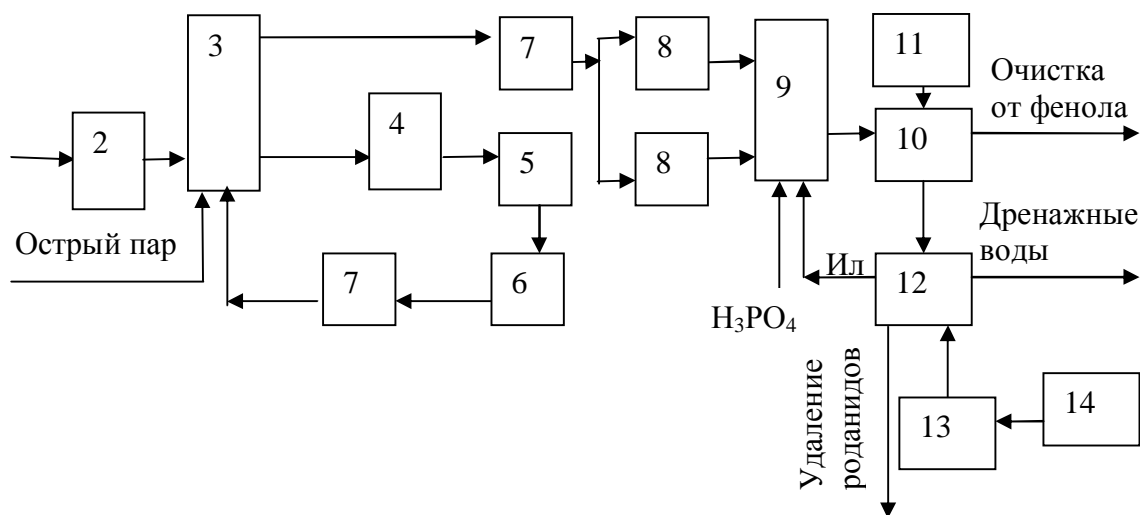 3
7
8
11
Очистка
от фенола
2
4
9
10
5
8
Острый пар
Дренажные
воды
7
6
Ил
12
H₃PO₄
Удаление
роданидов
13
14